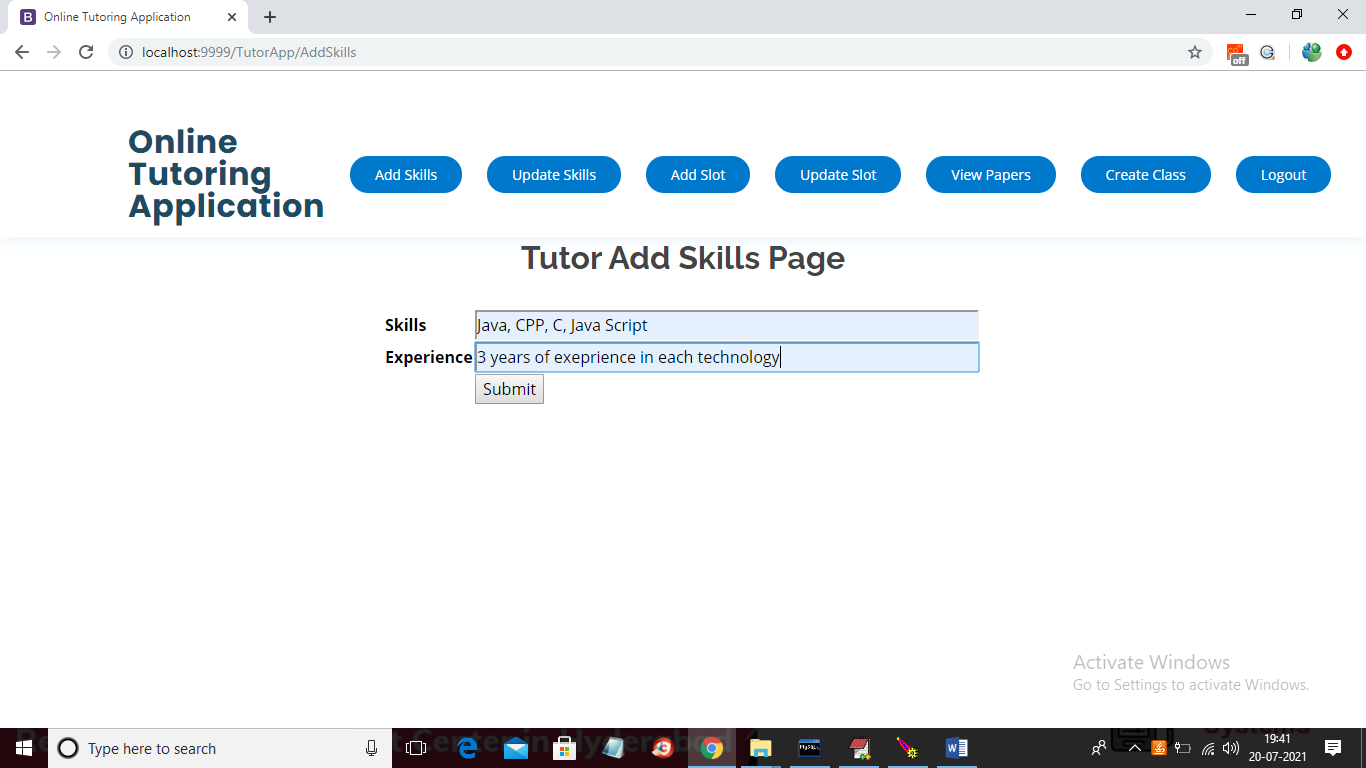 Online Tutoring Application
localhost:9999/TutorApp/AddSkills
off
Online
Tutoring
Application
Add Skills
Update Skills
Add Slot
Update Slot
View Papers
Create Class
Logout
Tutor Add Skills Page
Skills
Java, CPP, C, Java Script
Experience
3 years of exeprience in each technology
Submit
Activate Windows
Go to Settings to activate Windows.
Type here to search
19:41
20-07-2021